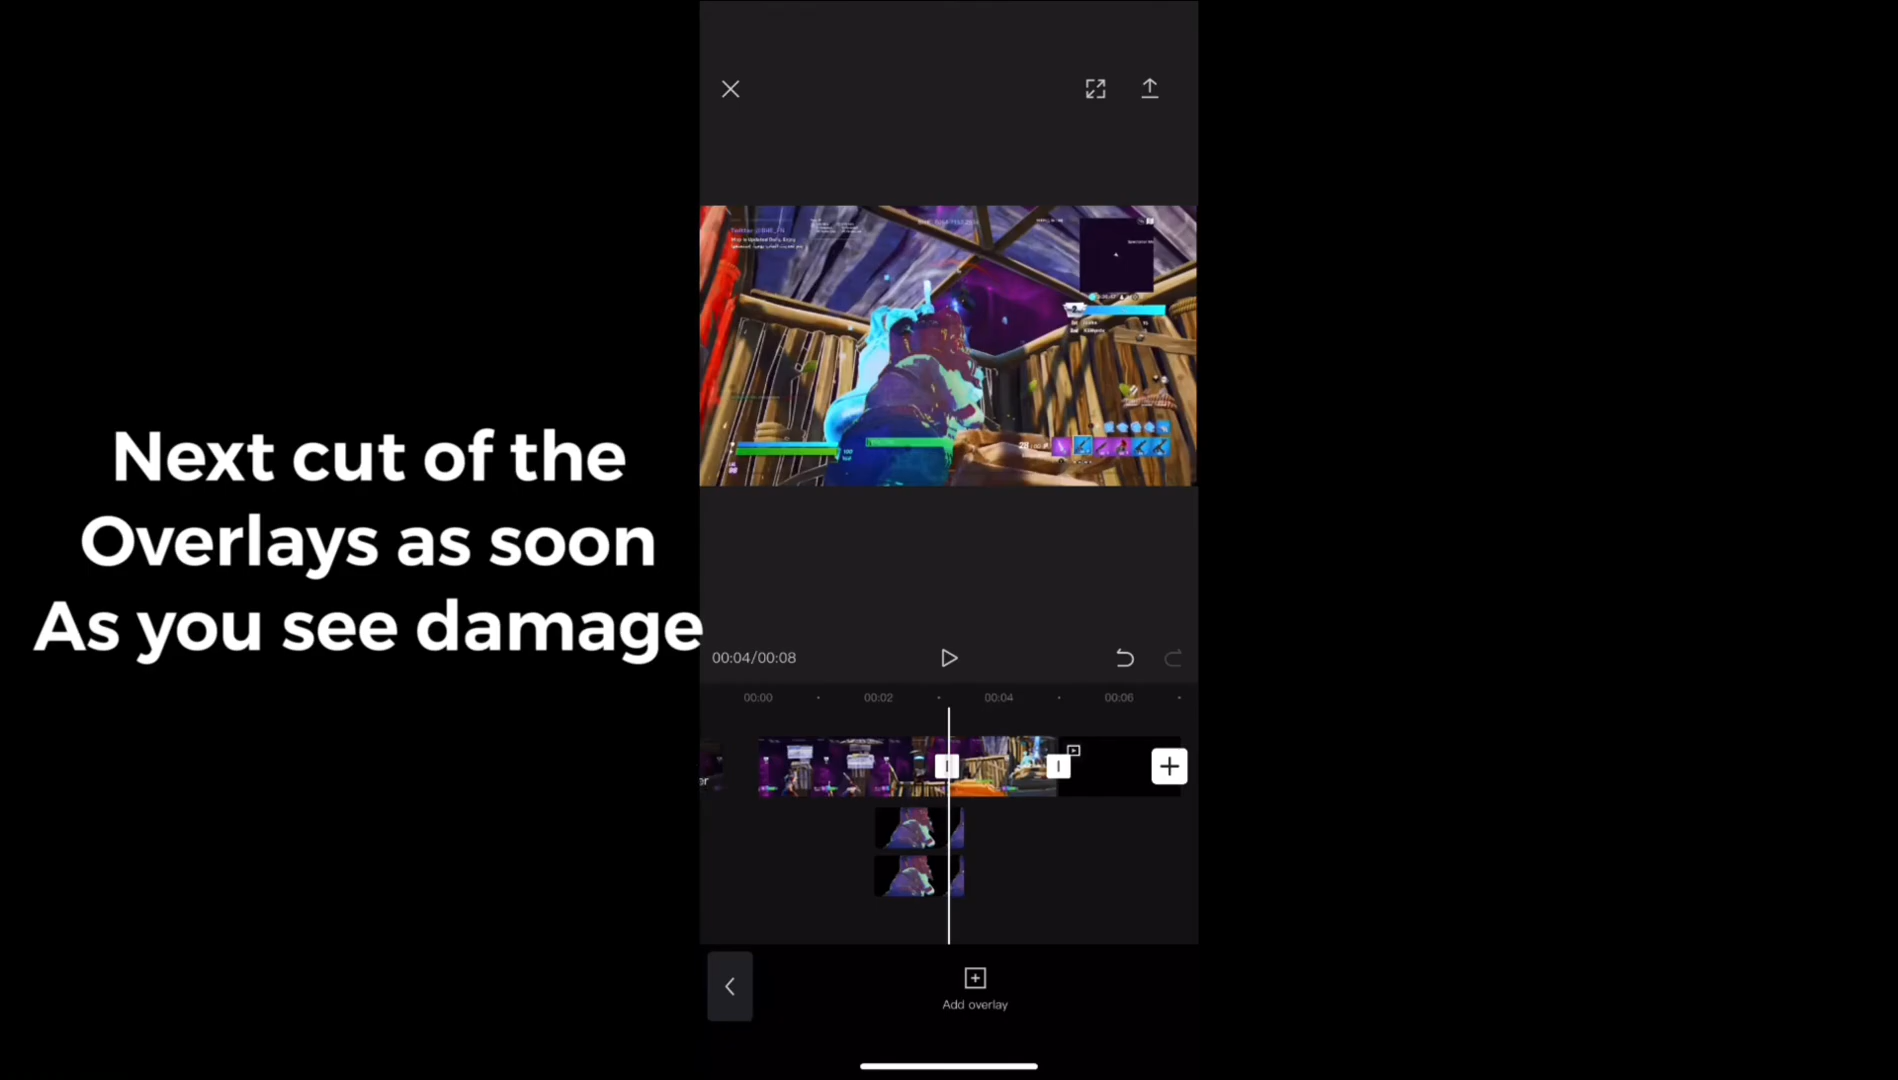 Next cut of the
Overlays as soon
As you see damage
00:04/00:08
00:00
00:02
00:04
00:06
er
Add overlay